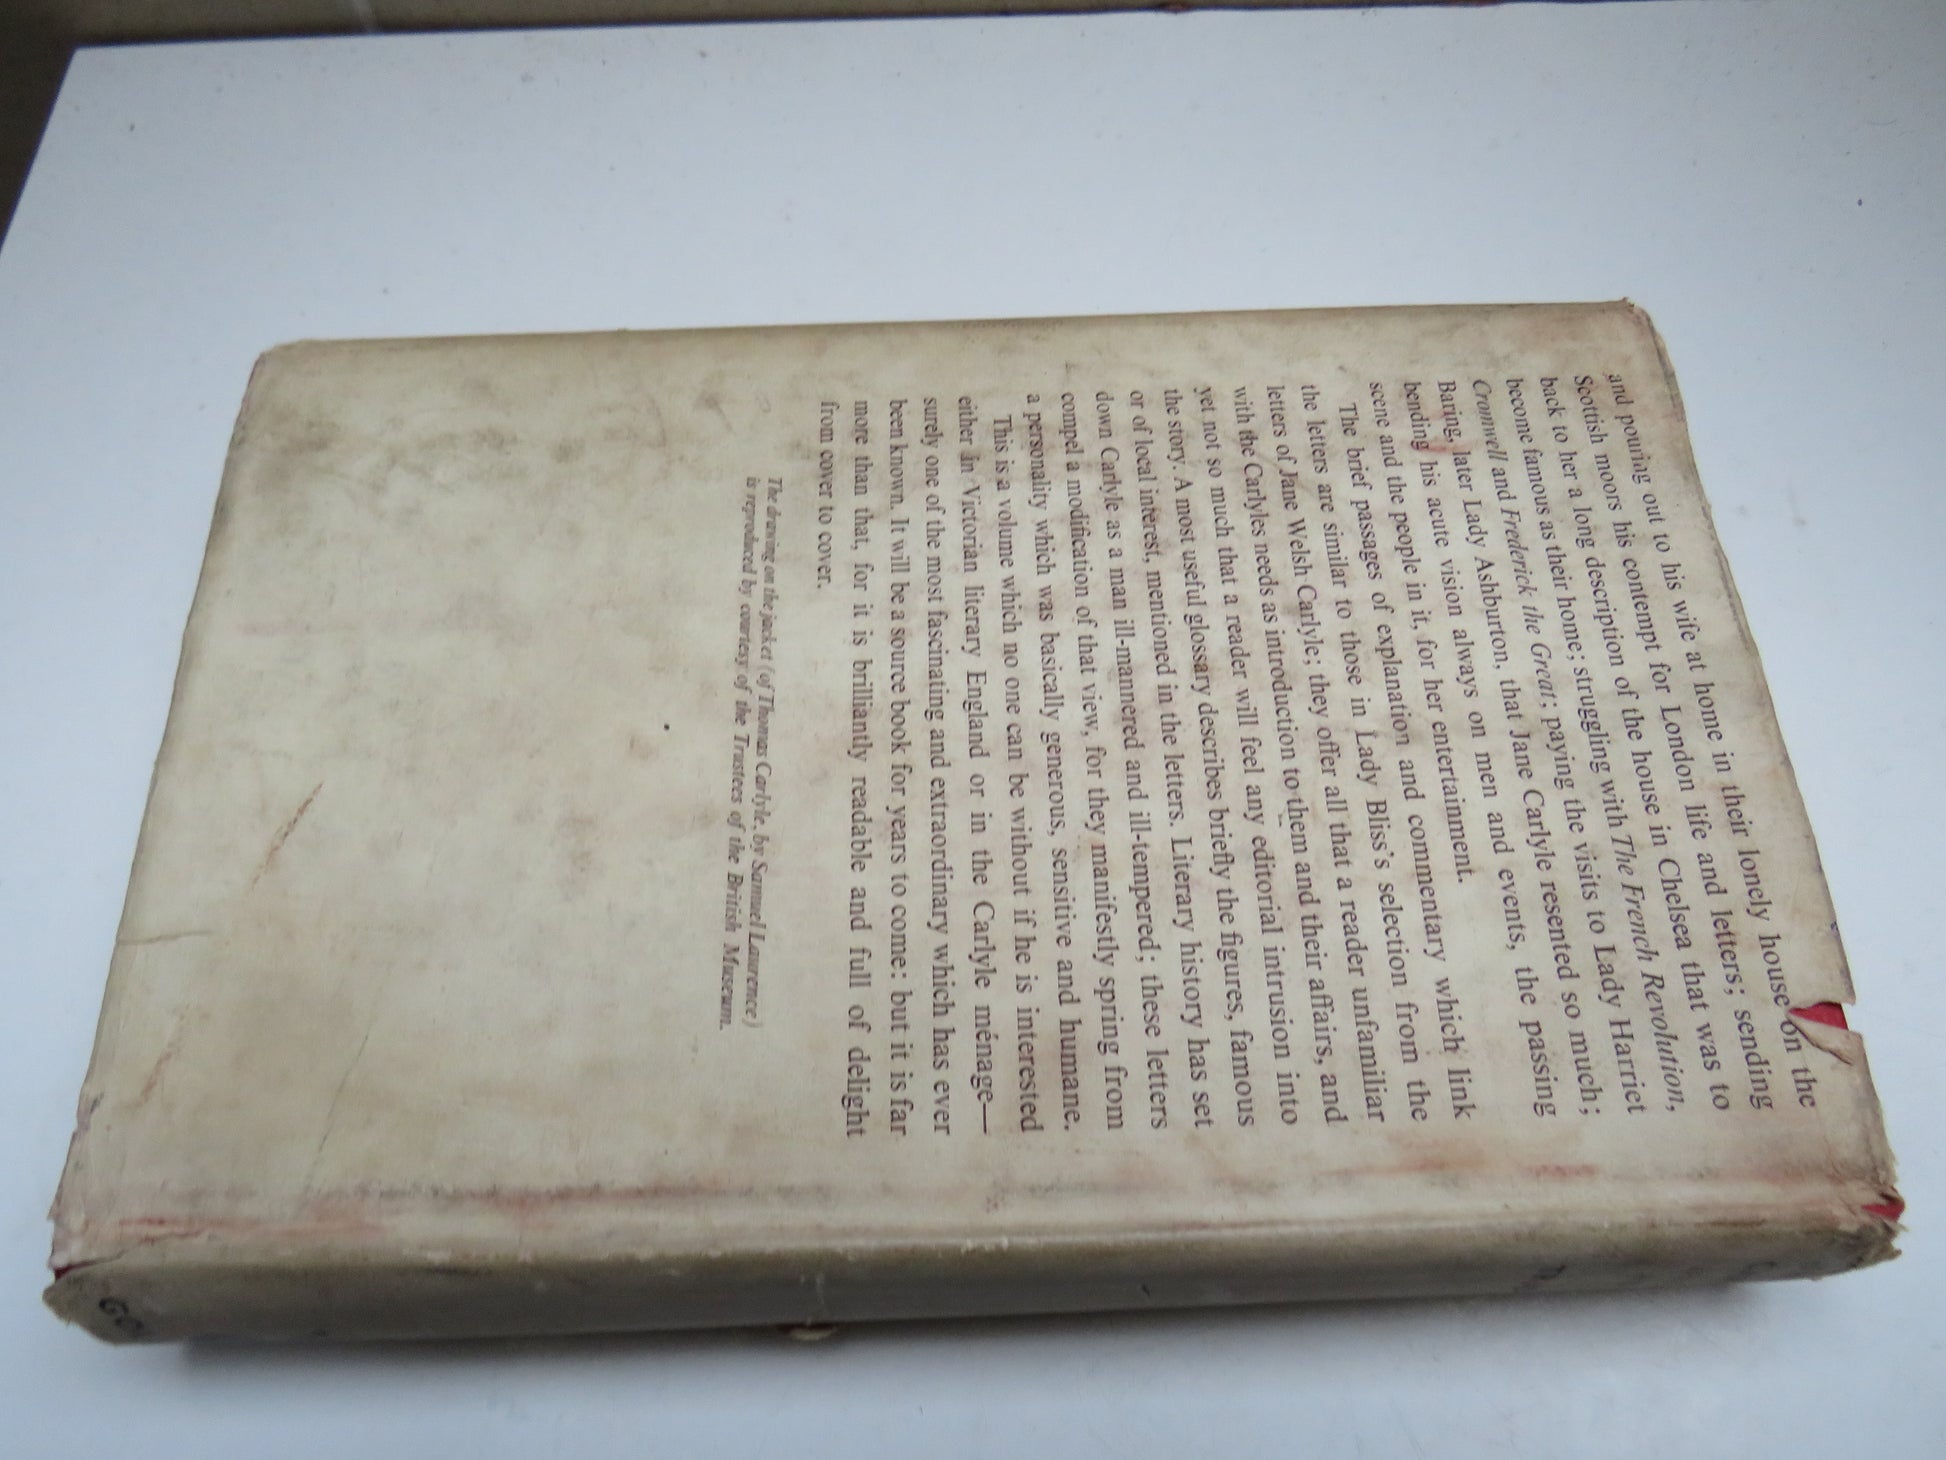 and pouring out to his wife at home in their lonely house on the
Scottish moors his contempt for London life and letters; sending
back to her a long description of the house in Chelsea that was to
become famous as their home; struggling with The French Revolution,
Cromwell and Frederick the Great; paying the visits to Lady Harriet
Baring, later Lady Ashburton, that Jane Carlyle resented so much;
bending his acute vision always on men and events, the passing
scene and the people in it, for her entertainment.
The brief passages of explanation and commentary which link
the letters are similar to those in Lady Bliss's selection from the
letters of Jane Welsh Carlyle; they offer all that a reader unfamiliar
with the Carlyles needs as introduction to them and their affairs, and
yet not so much that a reader will feel any editorial intrusion into
the story. A most useful glossary describes briefly the figures, famous
or of local interest, mentioned in the letters. Literary history has set
down Carlyle as a man ill-mannered and ill-tempered; these letters
compel a modification of that view, for they manifestly spring from
a personality which was basically generous, sensitive and humane.
This is a volume which no one can be without if he is interested
either in Victorian literary England or in the Carlyle ménage—
surely one of the most fascinating and extraordinary which has ever
been known. It will be a source book for years to come: but it is far
more than that, for it is brilliantly readable and full of delight
from cover to cover.
The drawing on the jacket (of Thomas Carlyle, by Samuel Laurence)
is reproduced by courtesy of the Trustees of the British Museum.